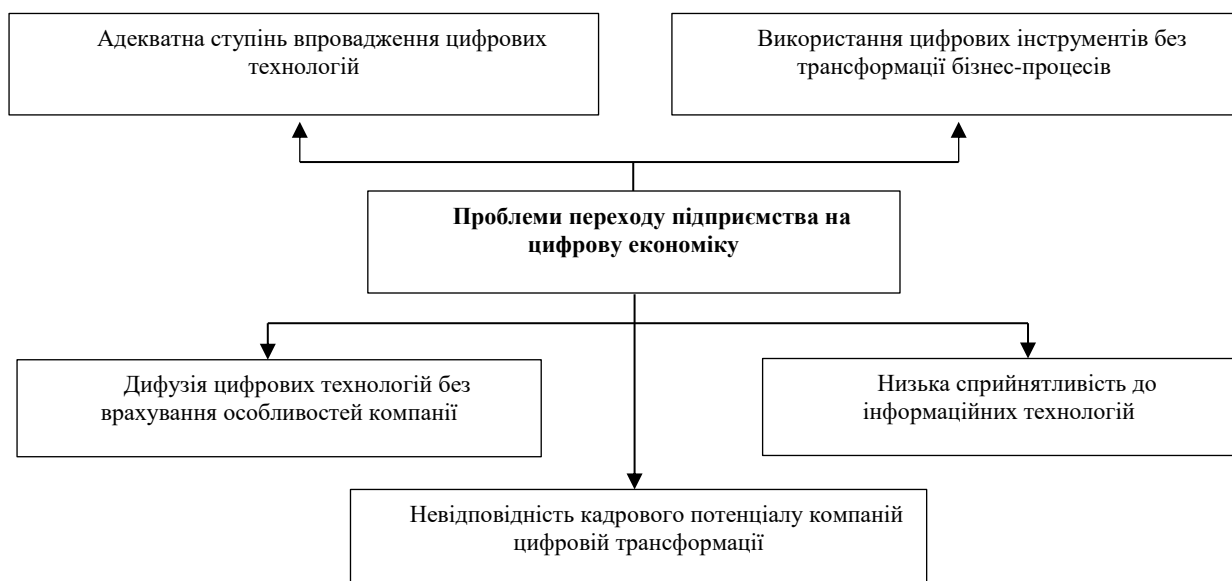 Адекватна ступінь впровадження цифрових
технологій
Використання цифрових інструментів без
трансформації бізнес-процесів
Проблеми переходу підприємства на
цифрову економіку
Дифузія цифрових технологій без
врахування особливостей компанії
Низька сприйнятливість до
інформаційних технологій
Невідповідність кадрового потенціалу компаній
цифровій трансформації